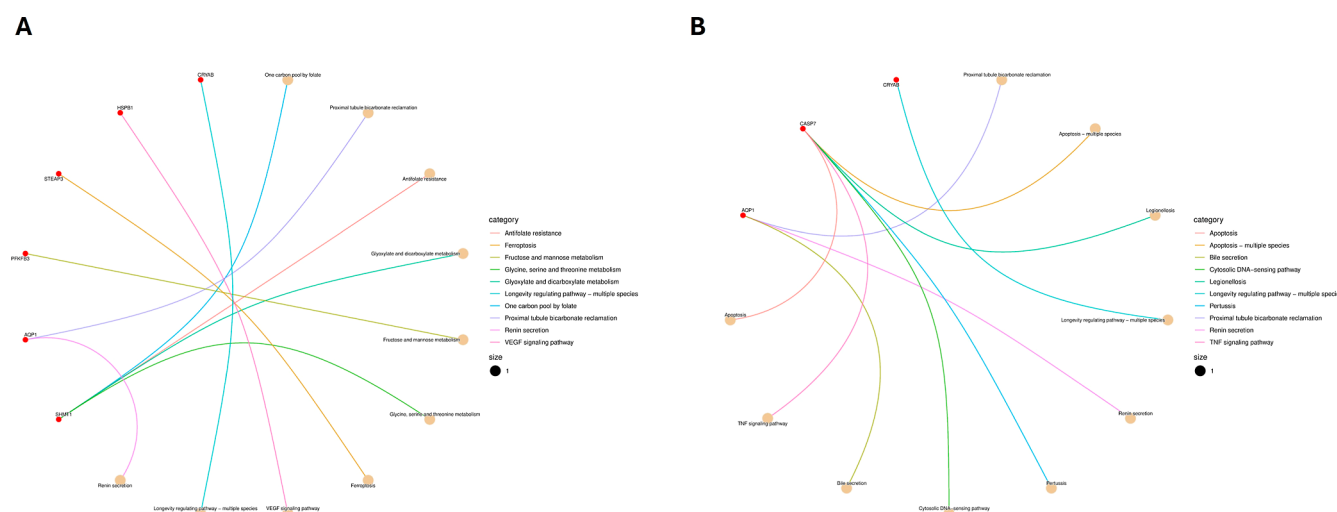 A
CRYAB
One carbon pool by folate
HSPB1
Proximal tubule bicarbonate reclamation
STEAP3
Antifolate resistance
PFKFB3
Glyoxylate and dicarboxylate metabolism
AQP1
Fructose and mannose metabolism
SHMT1
Glycine, serine and threonine metabolism
Renin secretion
Ferroptosis
Longevity regulating pathway – multiple species
VEGF signaling pathway
category
Antifolate resistance
Ferroptosis
Fructose and mannose metabolism
Glycine, serine and threonine metabolism
Glyoxylate and dicarboxylate metabolism
Longevity regulating pathway – multiple species
One carbon pool by folate
Proximal tubule bicarbonate reclamation
Renin secretion
VEGF signaling pathway
size
1
B
CRYAB
Proximal tubule bicarbonate reclamation
CASP7
Apoptosis – multiple species
AQP1
Legionellosis
Apoptosis
Longevity regulating pathway – multiple species
TNF signaling pathway
Renin secretion
Bile secretion
Pertussis
Cytosolic DNA–sensing pathway
category
Apoptosis
Apoptosis – multiple species
Bile secretion
Cytosolic DNA–sensing pathway
Legionellosis
Longevity regulating pathway – multiple speci
Pertussis
Proximal tubule bicarbonate reclamation
Renin secretion
TNF signaling pathway
size
1